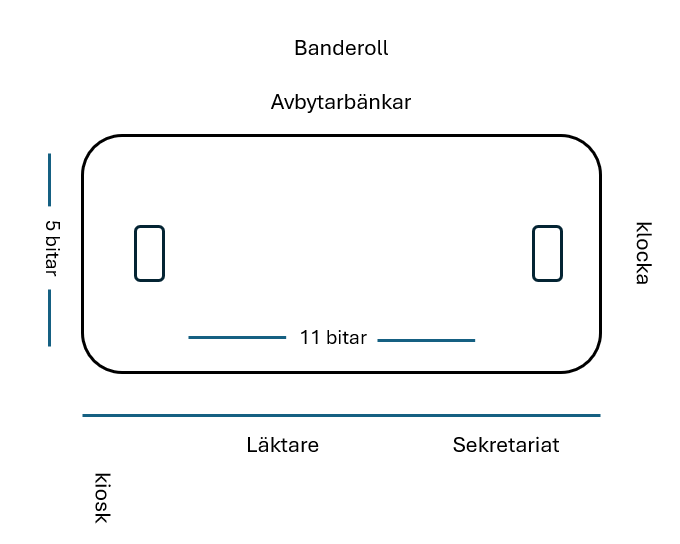 Banderoll
Avbytarbänkar
5 bitar
klocka
11 bitar
Läktare
Sekretariat
kiosk